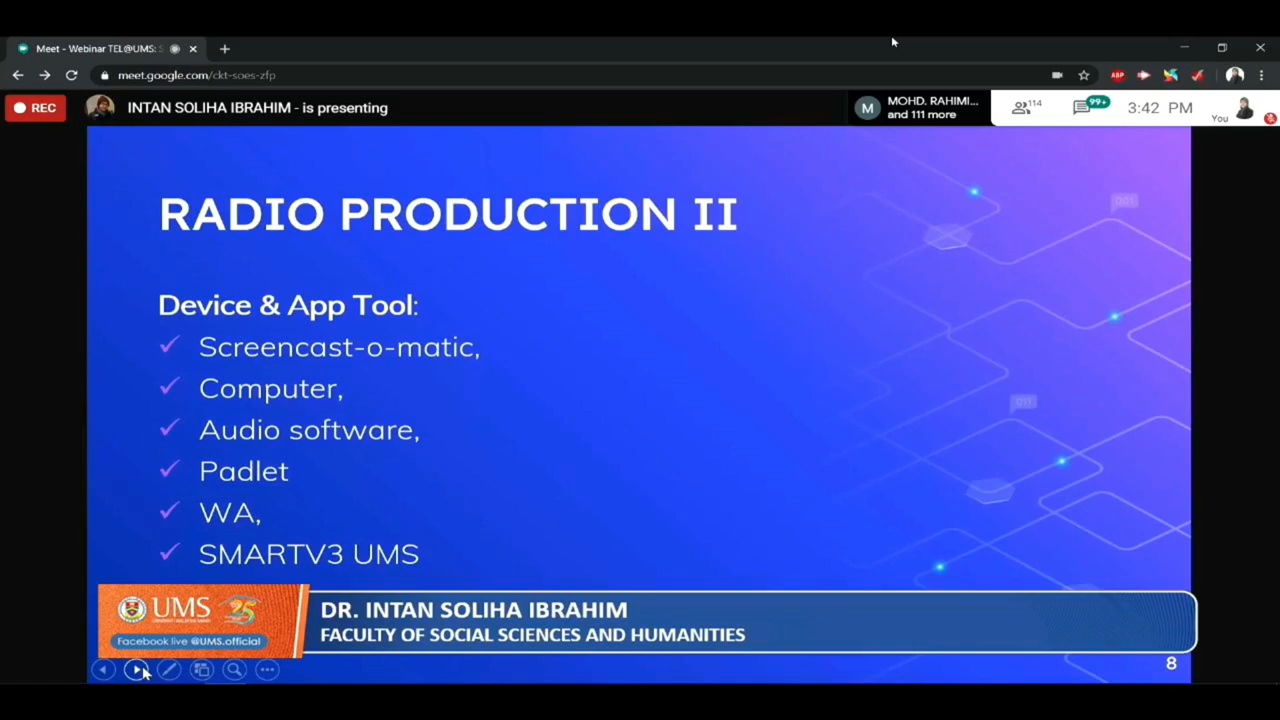 Meet - Webinar TEL@UMS: S
meet.google.com/ckt-soes-zfp
ABP
REC
INTAN SOLIHA IBRAHIM - is presenting
M
MOHD. RAHIMI...
and 111 more
114
99+
3:42 PM
You
RADIO PRODUCTION II
001
Device & App Tool:
Screencast-o-matic,
Computer,
011
Audio software,
Padlet
WA,
SMARTV3 UMS
UMS
25
Facebook live @UMS.official
DR. INTAN SOLIHA IBRAHIM
FACULTY OF SOCIAL SCIENCES AND HUMANITIES
8